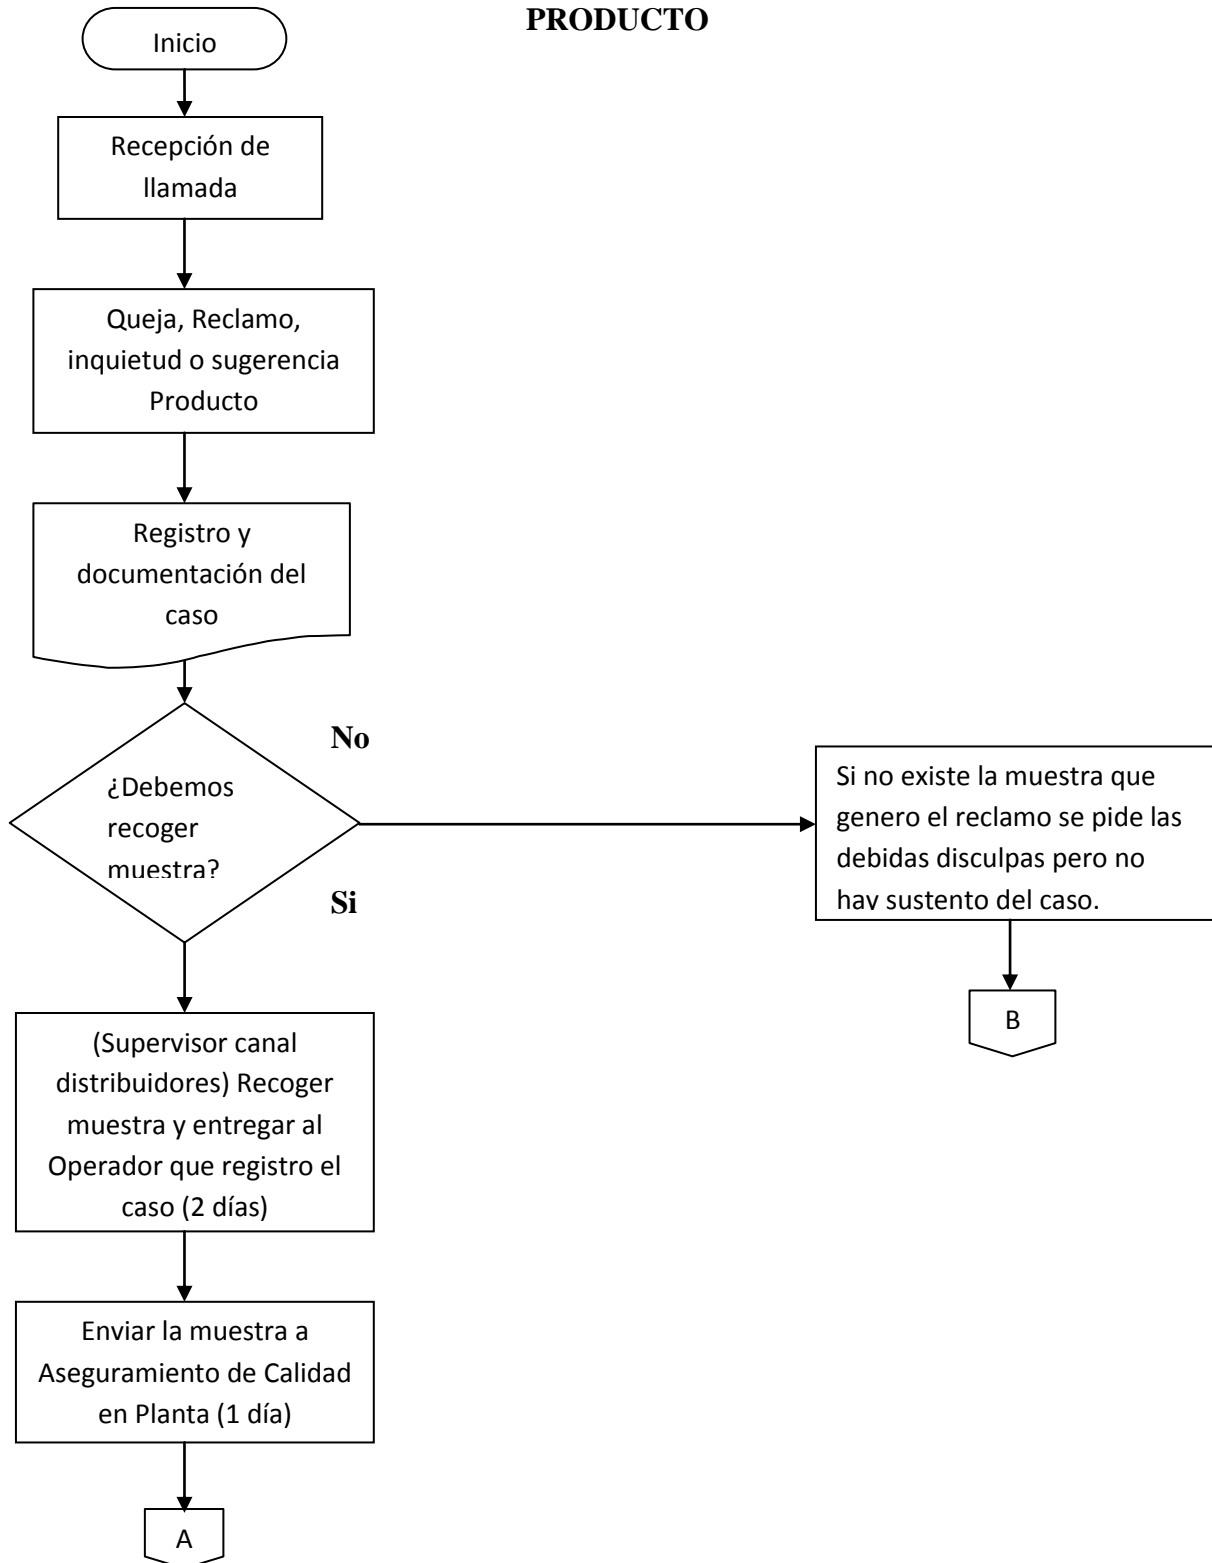 PRODUCTO
Inicio
Recepción de
llamada
Queja, Reclamo,
inquietud o sugerencia
Producto
Registro y
documentación del
caso
No
¿Debemos
recoger
muestra?
Si
Si no existe la muestra que
genero el reclamo se pide las
debidas disculpas pero no
hay sustento del caso.
B
(Supervisor canal
distribuidores) Recoger
muestra y entregar al
Operador que registro el
caso (2 días)
Enviar la muestra a
Aseguramiento de Calidad
en Planta (1 día)
A